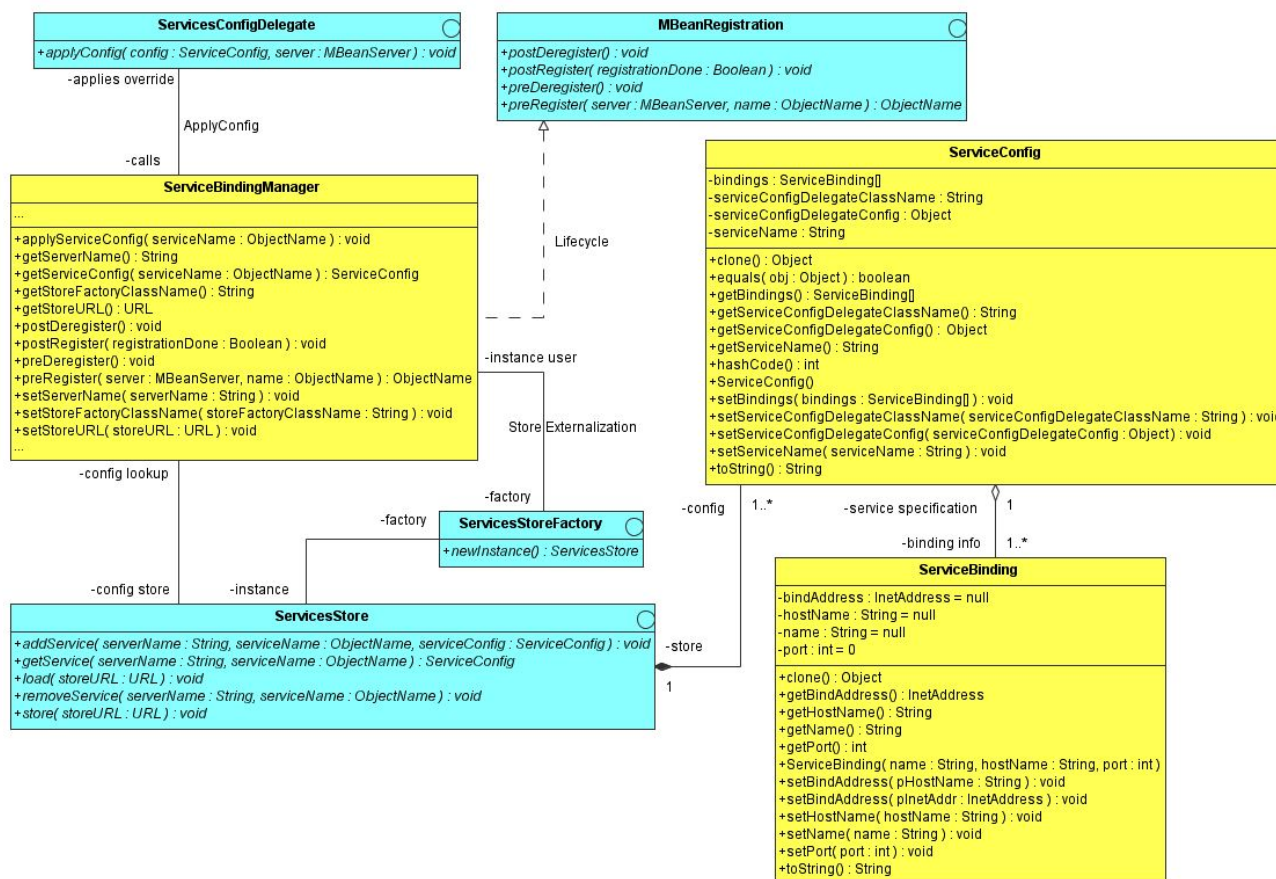 ServicesConfigDelegate
+applyConfig( config : ServiceConfig, server : MBeanServer ) : void
-applies override
ApplyConfig
-calls
MBeanRegistration
+postDeregister() : void
+postRegister( registrationDone : Boolean ) : void
+preDeregister() : void
+preRegister( server : MBeanServer, name : ObjectName ) : ObjectName
Lifecycle
ServiceBindingManager
...
+applyServiceConfig( serviceName : ObjectName ) : void
+getServerName() : String
+getServiceConfig( serviceName : ObjectName ) : ServiceConfig
+getStoreFactoryClassName() : String
+getStoreURL() : URL
+postDeregister() : void
+postRegister( registrationDone : Boolean ) : void
+preDeregister() : void
+preRegister( server : MBeanServer, name : ObjectName ) : ObjectName
+setServerName( serverName : String ) : void
+setStoreFactoryClassName( storeFactoryClassName : String ) : void
+setStoreURL( storeURL : URL ) : void
...
-instance user
Store Externalization
-factory
-config lookup
-config store
-factory
-instance
ServicesStoreFactory
+newInstance() : ServicesStore
ServicesStore
+addService( serverName : String, serviceName : ObjectName, serviceConfig : ServiceConfig ) : void
+getService( serverName : String, serviceName : ObjectName ) : ServiceConfig
+load( storeURL : URL ) : void
+removeService( serverName : String, serviceName : ObjectName ) : void
+store( storeURL : URL ) : void
-store
1
-config
1..*
ServiceConfig
-bindings : ServiceBinding[]
-serviceConfigDelegateClassName : String
-serviceConfigDelegateConfig : Object
-serviceName : String
+clone() : Object
+equals( obj : Object ) : boolean
+getBindings() : ServiceBinding[]
+getServiceConfigDelegateClassName() : String
+getServiceConfigDelegateConfig() : Object
+getServiceName() : String
+hashCode() : int
+ServiceConfig()
+setBindings( bindings : ServiceBinding[] ) : void
+setServiceConfigDelegateClassName( serviceConfigDelegateClassName : String ) : void
+setServiceConfigDelegateConfig( serviceConfigDelegateConfig : Object ) : void
+setServiceName( serviceName : String ) : void
+toString() : String
-service specification
1
-binding info
1..*
ServiceBinding
-bindAddress : InetAddress = null
-hostName : String = null
-name : String = null
-port : int = 0
+clone() : Object
+getBindAddress() : InetAddress
+getHostName() : String
+getName() : String
+getPort() : int
+ServiceBinding( name : String, hostName : String, port : int )
+setBindAddress( pHostName : String ) : void
+setBindAddress( pInetAddr : InetAddress ) : void
+setHostName( hostName : String ) : void
+setName( name : String ) : void
+setPort( port : int ) : void
+toString() : String